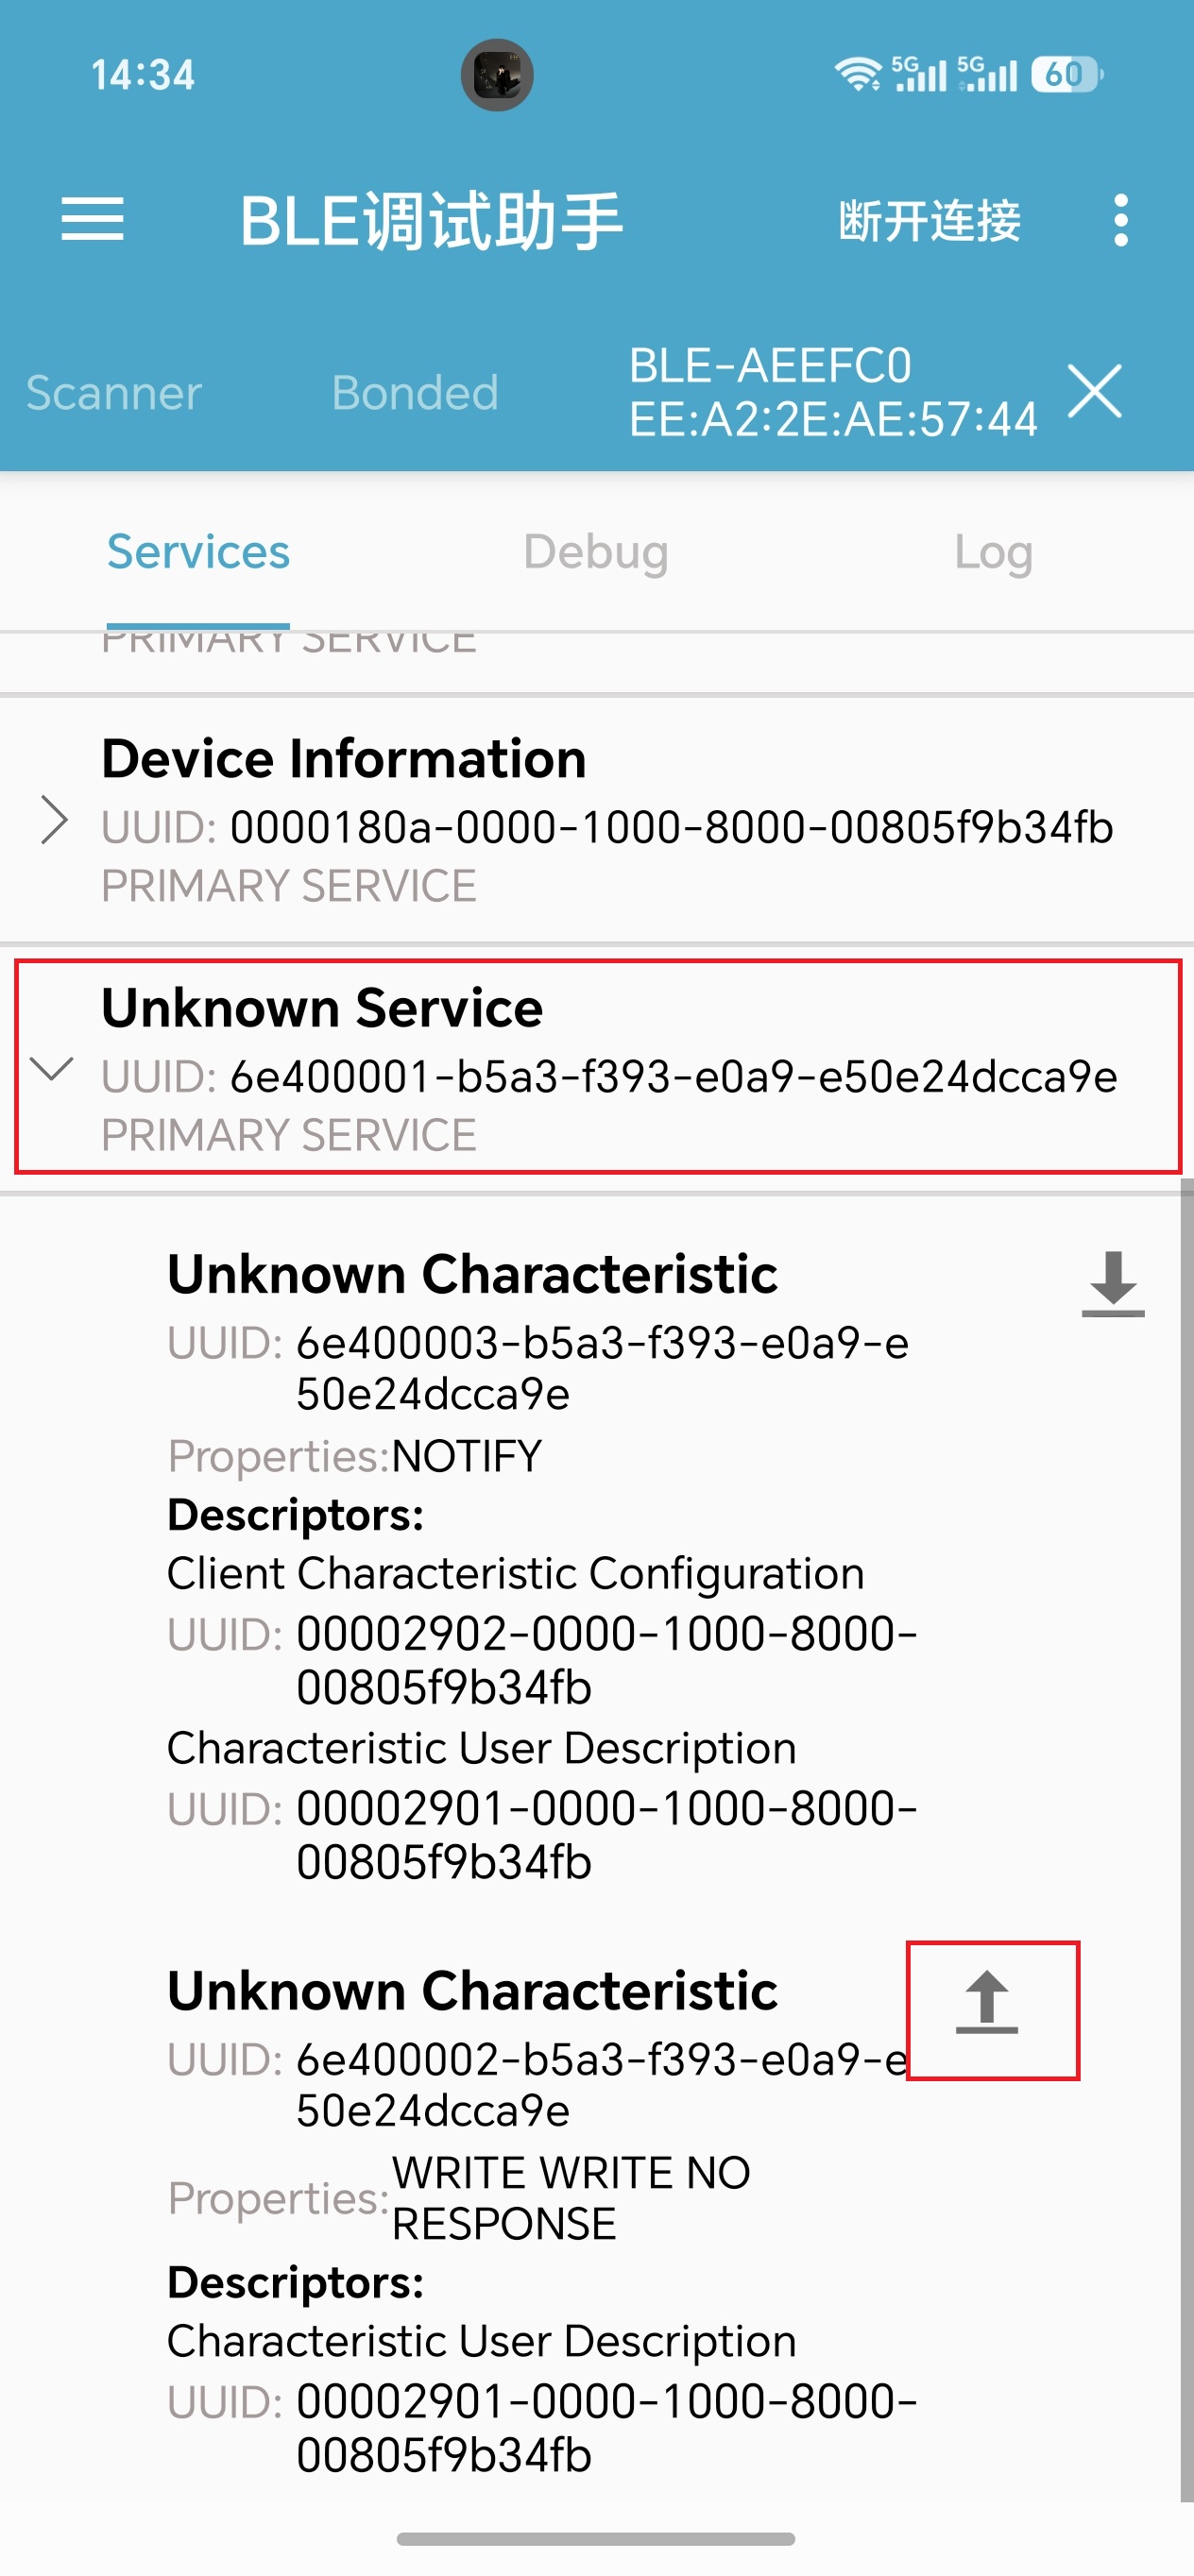 14:34
5G 5G 60
BLE调试助手
断开连接
Scanner
Bonded
BLE-AEEFC0
EE:A2:2E:AE:57:44
Services
Debug
Log
PRIMARY SERVICE
Device Information
UUID: 0000180a-0000-1000-8000-00805f9b34fb
PRIMARY SERVICE
Unknown Service
UUID: 6e400001-b5a3-f393-e0a9-e50e24dcca9e
PRIMARY SERVICE
Unknown Characteristic
UUID: 6e400003-b5a3-f393-e0a9-e
50e24dcca9e
Properties:NOTIFY
Descriptors:
Client Characteristic Configuration
UUID: 00002902-0000-1000-8000-
00805f9b34fb
Characteristic User Description
UUID: 00002901-0000-1000-8000-
00805f9b34fb
Unknown Characteristic
UUID: 6e400002-b5a3-f393-e0a9-e
50e24dcca9e
Properties: WRITE WRITE NO
RESPONSE
Descriptors:
Characteristic User Description
UUID: 00002901-0000-1000-8000-
00805f9b34fb